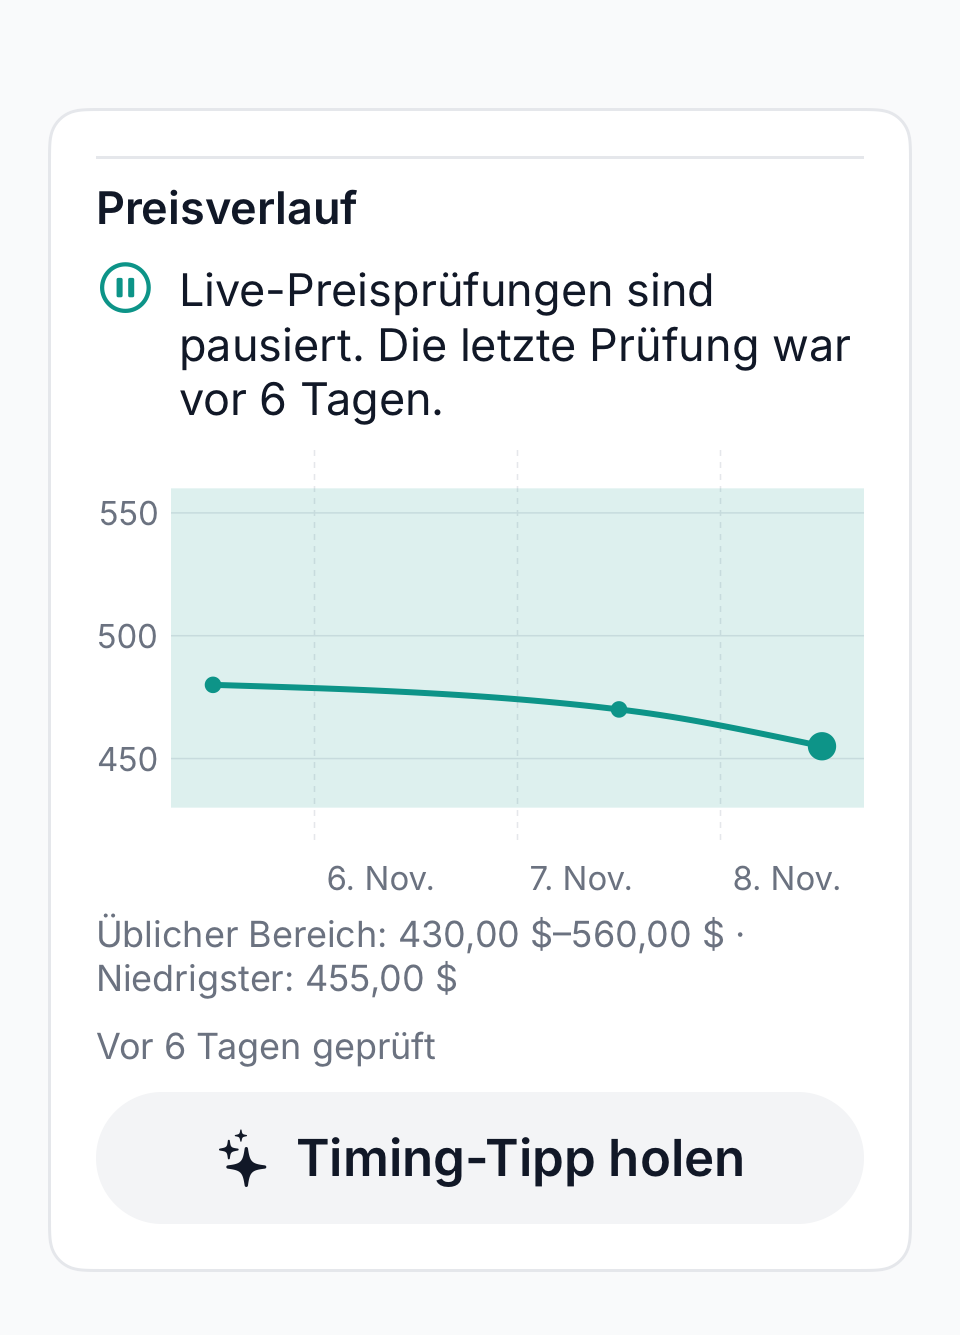 Preisverlauf
Live-Preisprüfungen sind
pausiert. Die letzte Prüfung war
vor 6 Tagen.
550
500
450
6. Nov.
7. Nov.
8. Nov.
Üblicher Bereich: 430,00 $–560,00 $ ·
Niedrigster: 455,00 $
Vor 6 Tagen geprüft
Timing-Tipp holen